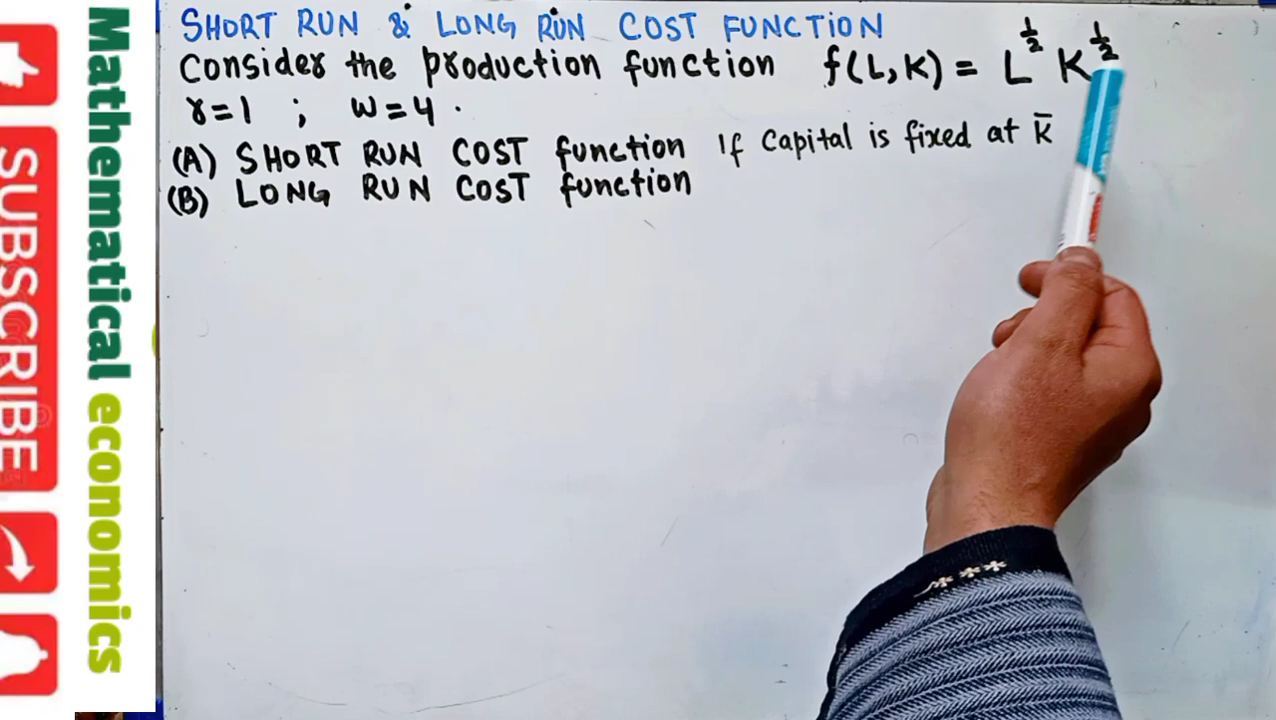 SHORT RUN & LONG RUN COST FUNCTION
Consider the production function f(L,K) = L^½ K^½
r=1 ; w=4.
(A) SHORT RUN COST function If Capital is fixed at K̄
(B) LONG RUN COST function
Mathematical economics
SUBSCRIBE